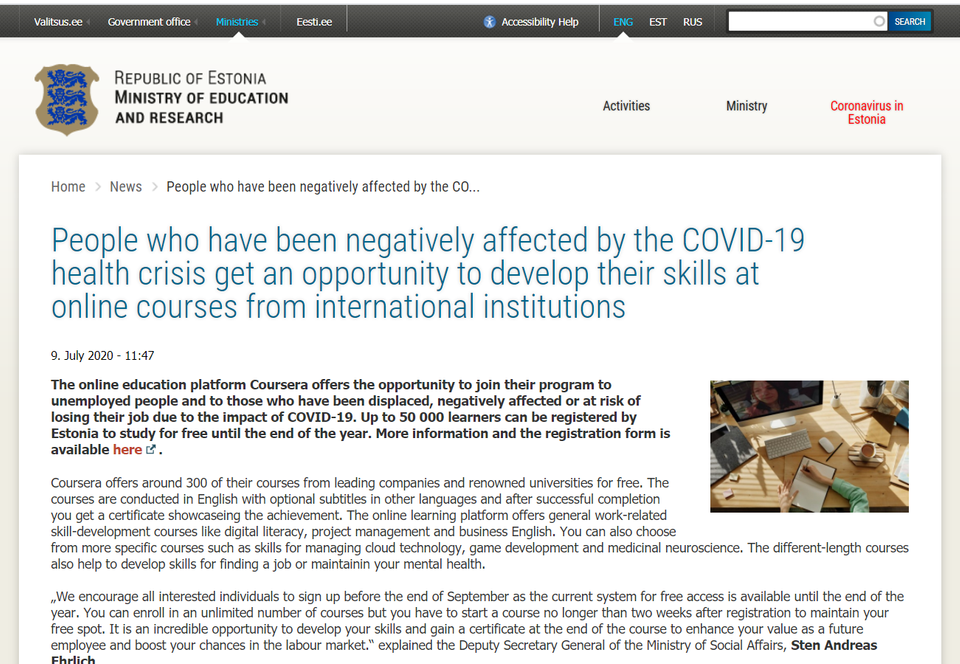 Valitsus.ee Government office Ministries Eesti.ee Accessibility Help ENG EST RUS SEARCH
REPUBLIC OF ESTONIA
MINISTRY OF EDUCATION
AND RESEARCH
Activities Ministry Coronavirus in
Estonia
Home > News > People who have been negatively affected by the CO...
People who have been negatively affected by the COVID-19
health crisis get an opportunity to develop their skills at
online courses from international institutions
9. July 2020 - 11:47
The online education platform Coursera offers the opportunity to join their program to
unemployed people and to those who have been displaced, negatively affected or at risk of
losing their job due to the impact of COVID-19. Up to 50 000 learners can be registered by
Estonia to study for free until the end of the year. More information and the registration form is
available here .
Coursera offers around 300 of their courses from leading companies and renowned universities for free. The
courses are conducted in English with optional subtitles in other languages and after successful completion
you get a certificate showcaseing the achievement. The online learning platform offers general work-related
skill-development courses like digital literacy, project management and business English. You can also choose
from more specific courses such as skills for managing cloud technology, game development and medicinal neuroscience. The different-length courses
also help to develop skills for finding a job or maintainin your mental health.
„We encourage all interested individuals to sign up before the end of September as the current system for free access is available until the end of the
year. You can enroll in an unlimited number of courses but you have to start a course no longer than two weeks after registration to maintain your
free spot. It is an incredible opportunity to develop your skills and gain a certificate at the end of the course to enhance your value as a future
employee and boost your chances in the labour market.“ explained the Deputy Secretary General of the Ministry of Social Affairs, Sten Andreas
Ehrlich